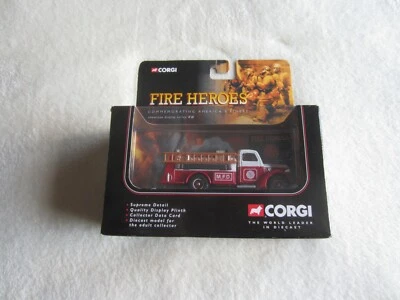 CORGI
FIRE HEROES
COMMEMORATING AMERICA'S
M.F.D.
• Supreme Detail
• Quality Display Plinth
• Collector Data Card
• Diecast model for
the adult collector
CORGI
THE WORLD LEADER
IN DIECAST